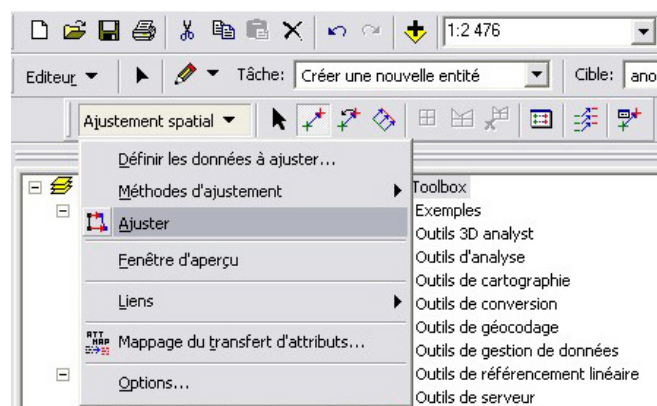 1:2 476
Editeur
Tâche:
Créer une nouvelle entité
Cible:
ano
Ajustement spatial
Définir les données à ajuster...
Méthodes d'ajustement
Ajuster
Fenêtre d'aperçu
Liens
ATT
MAP
Mappage du transfert d'attributs...
Options...
Toolbox
Exemples
Outils 3D analyst
Outils d'analyse
Outils de cartographie
Outils de conversion
Outils de géocodage
Outils de gestion de données
Outils de référencement linéaire
Outils de serveur